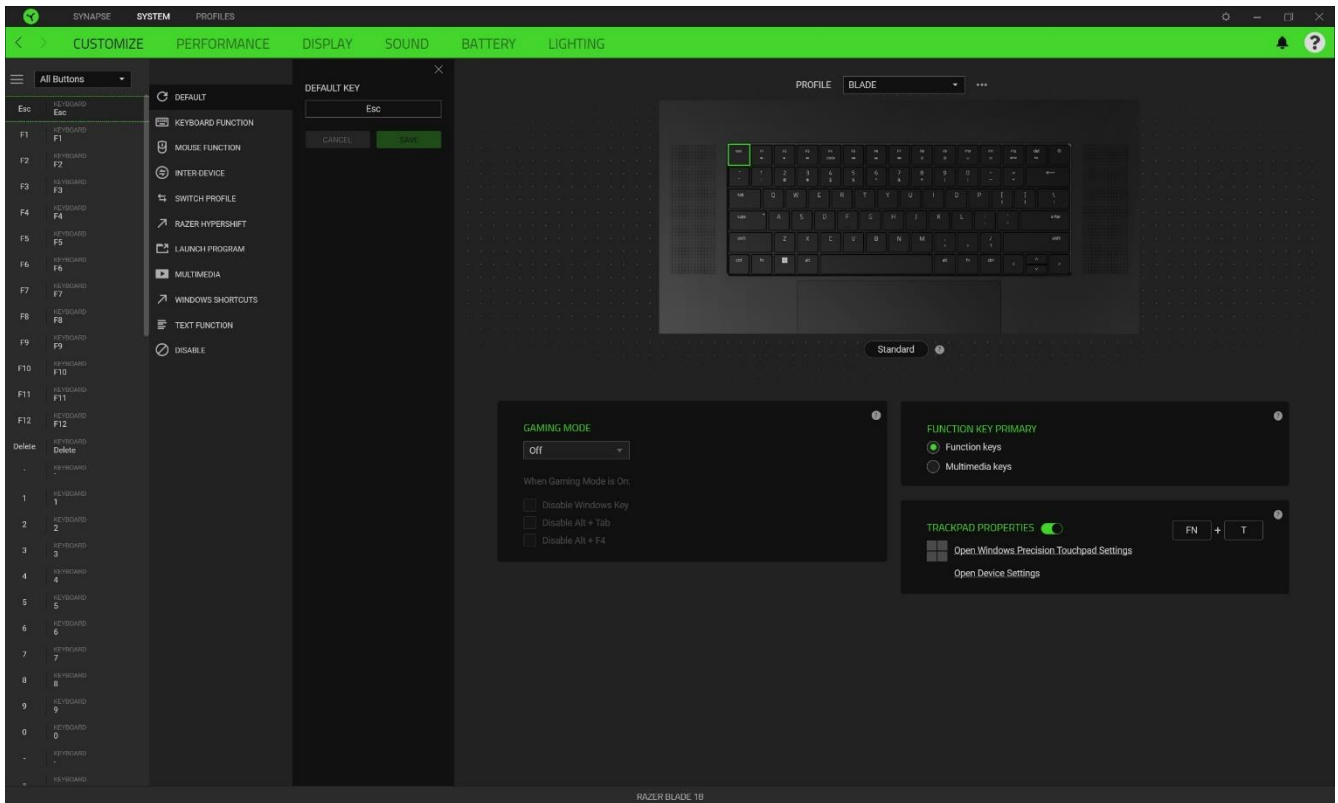 SYNAPSE SYSTEM PROFILES
CUSTOMIZE PERFORMANCE DISPLAY SOUND BATTERY LIGHTING
All Buttons
Esc KEYBOARD Esc
F1 KEYBOARD F1
F2 KEYBOARD F2
F3 KEYBOARD F3
F4 KEYBOARD F4
F5 KEYBOARD F5
F6 KEYBOARD F6
F7 KEYBOARD F7
F8 KEYBOARD F8
F9 KEYBOARD F9
F10 KEYBOARD F10
F11 KEYBOARD F11
F12 KEYBOARD F12
Delete KEYBOARD Delete
KEYBOARD
1 KEYBOARD 1
2 KEYBOARD 2
3 KEYBOARD 3
4 KEYBOARD 4
5 KEYBOARD 5
6 KEYBOARD 6
7 KEYBOARD 7
8 KEYBOARD 8
9 KEYBOARD 9
0 KEYBOARD 0
- KEYBOARD -
KEYBOARD
DEFAULT
KEYBOARD FUNCTION
MOUSE FUNCTION
INTER-DEVICE
SWITCH PROFILE
RAZER HYPERSHIFT
LAUNCH PROGRAM
MULTIMEDIA
WINDOWS SHORTCUTS
TEXT FUNCTION
DISABLE
DEFAULT KEY
Esc
CANCEL SAVE
PROFILE BLADE
Q W E R T Y U I O P
A S D F G H J K L
Z X C V B N M
Standard
GAMING MODE
Off
When Gaming Mode is On:
Disable Windows Key
Disable Alt + Tab
Disable Alt + F4
FUNCTION KEY PRIMARY
Function keys
Multimedia keys
TRACKPAD PROPERTIES FN + T
Open Windows Precision Touchpad Settings
Open Device Settings
RAZER BLADE 18